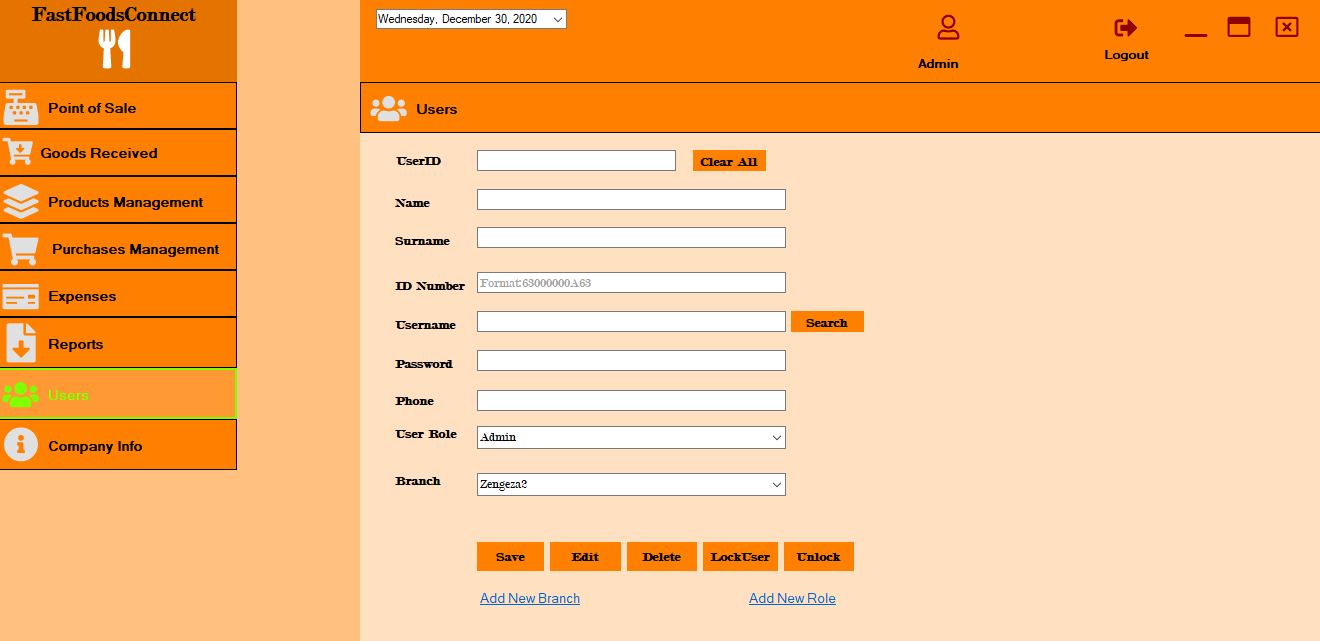 FastFoodsConnect
Wednesday, December 30, 2020
Admin
Logout
Point of Sale
Goods Received
Products Management
Purchases Management
Expenses
Reports
Users
Company Info
Users
UserID
Clear All
Name
Surname
ID Number
Format:63000000A63
Username
Search
Password
Phone
User Role
Admin
Branch
Zengeza2
Save
Edit
Delete
LockUser
Unlock
Add New Branch
Add New Role